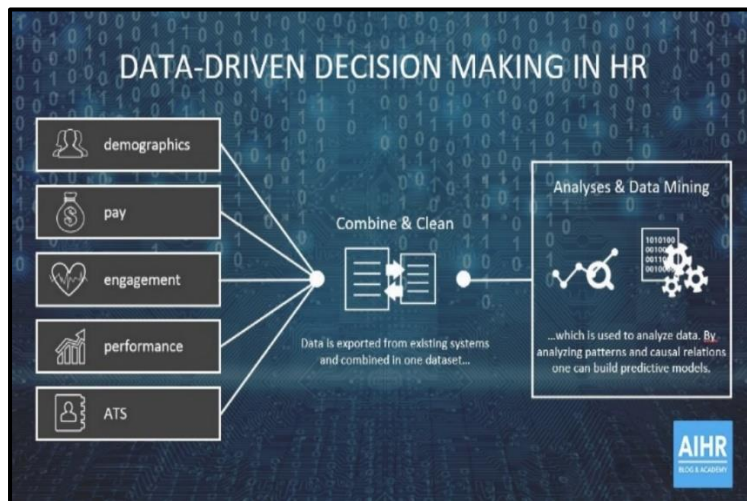 DATA-DRIVEN DECISION MAKING IN HR
demographics
pay
engagement
performance
ATS
Combine & Clean
Data is exported from existing systems
and combined in one dataset...
Analyses & Data Mining
1010100
...which is used to analyze data. By
analyzing patterns and causal relations
one can build predictive models.
AIHR
BLOG & ACADEMY